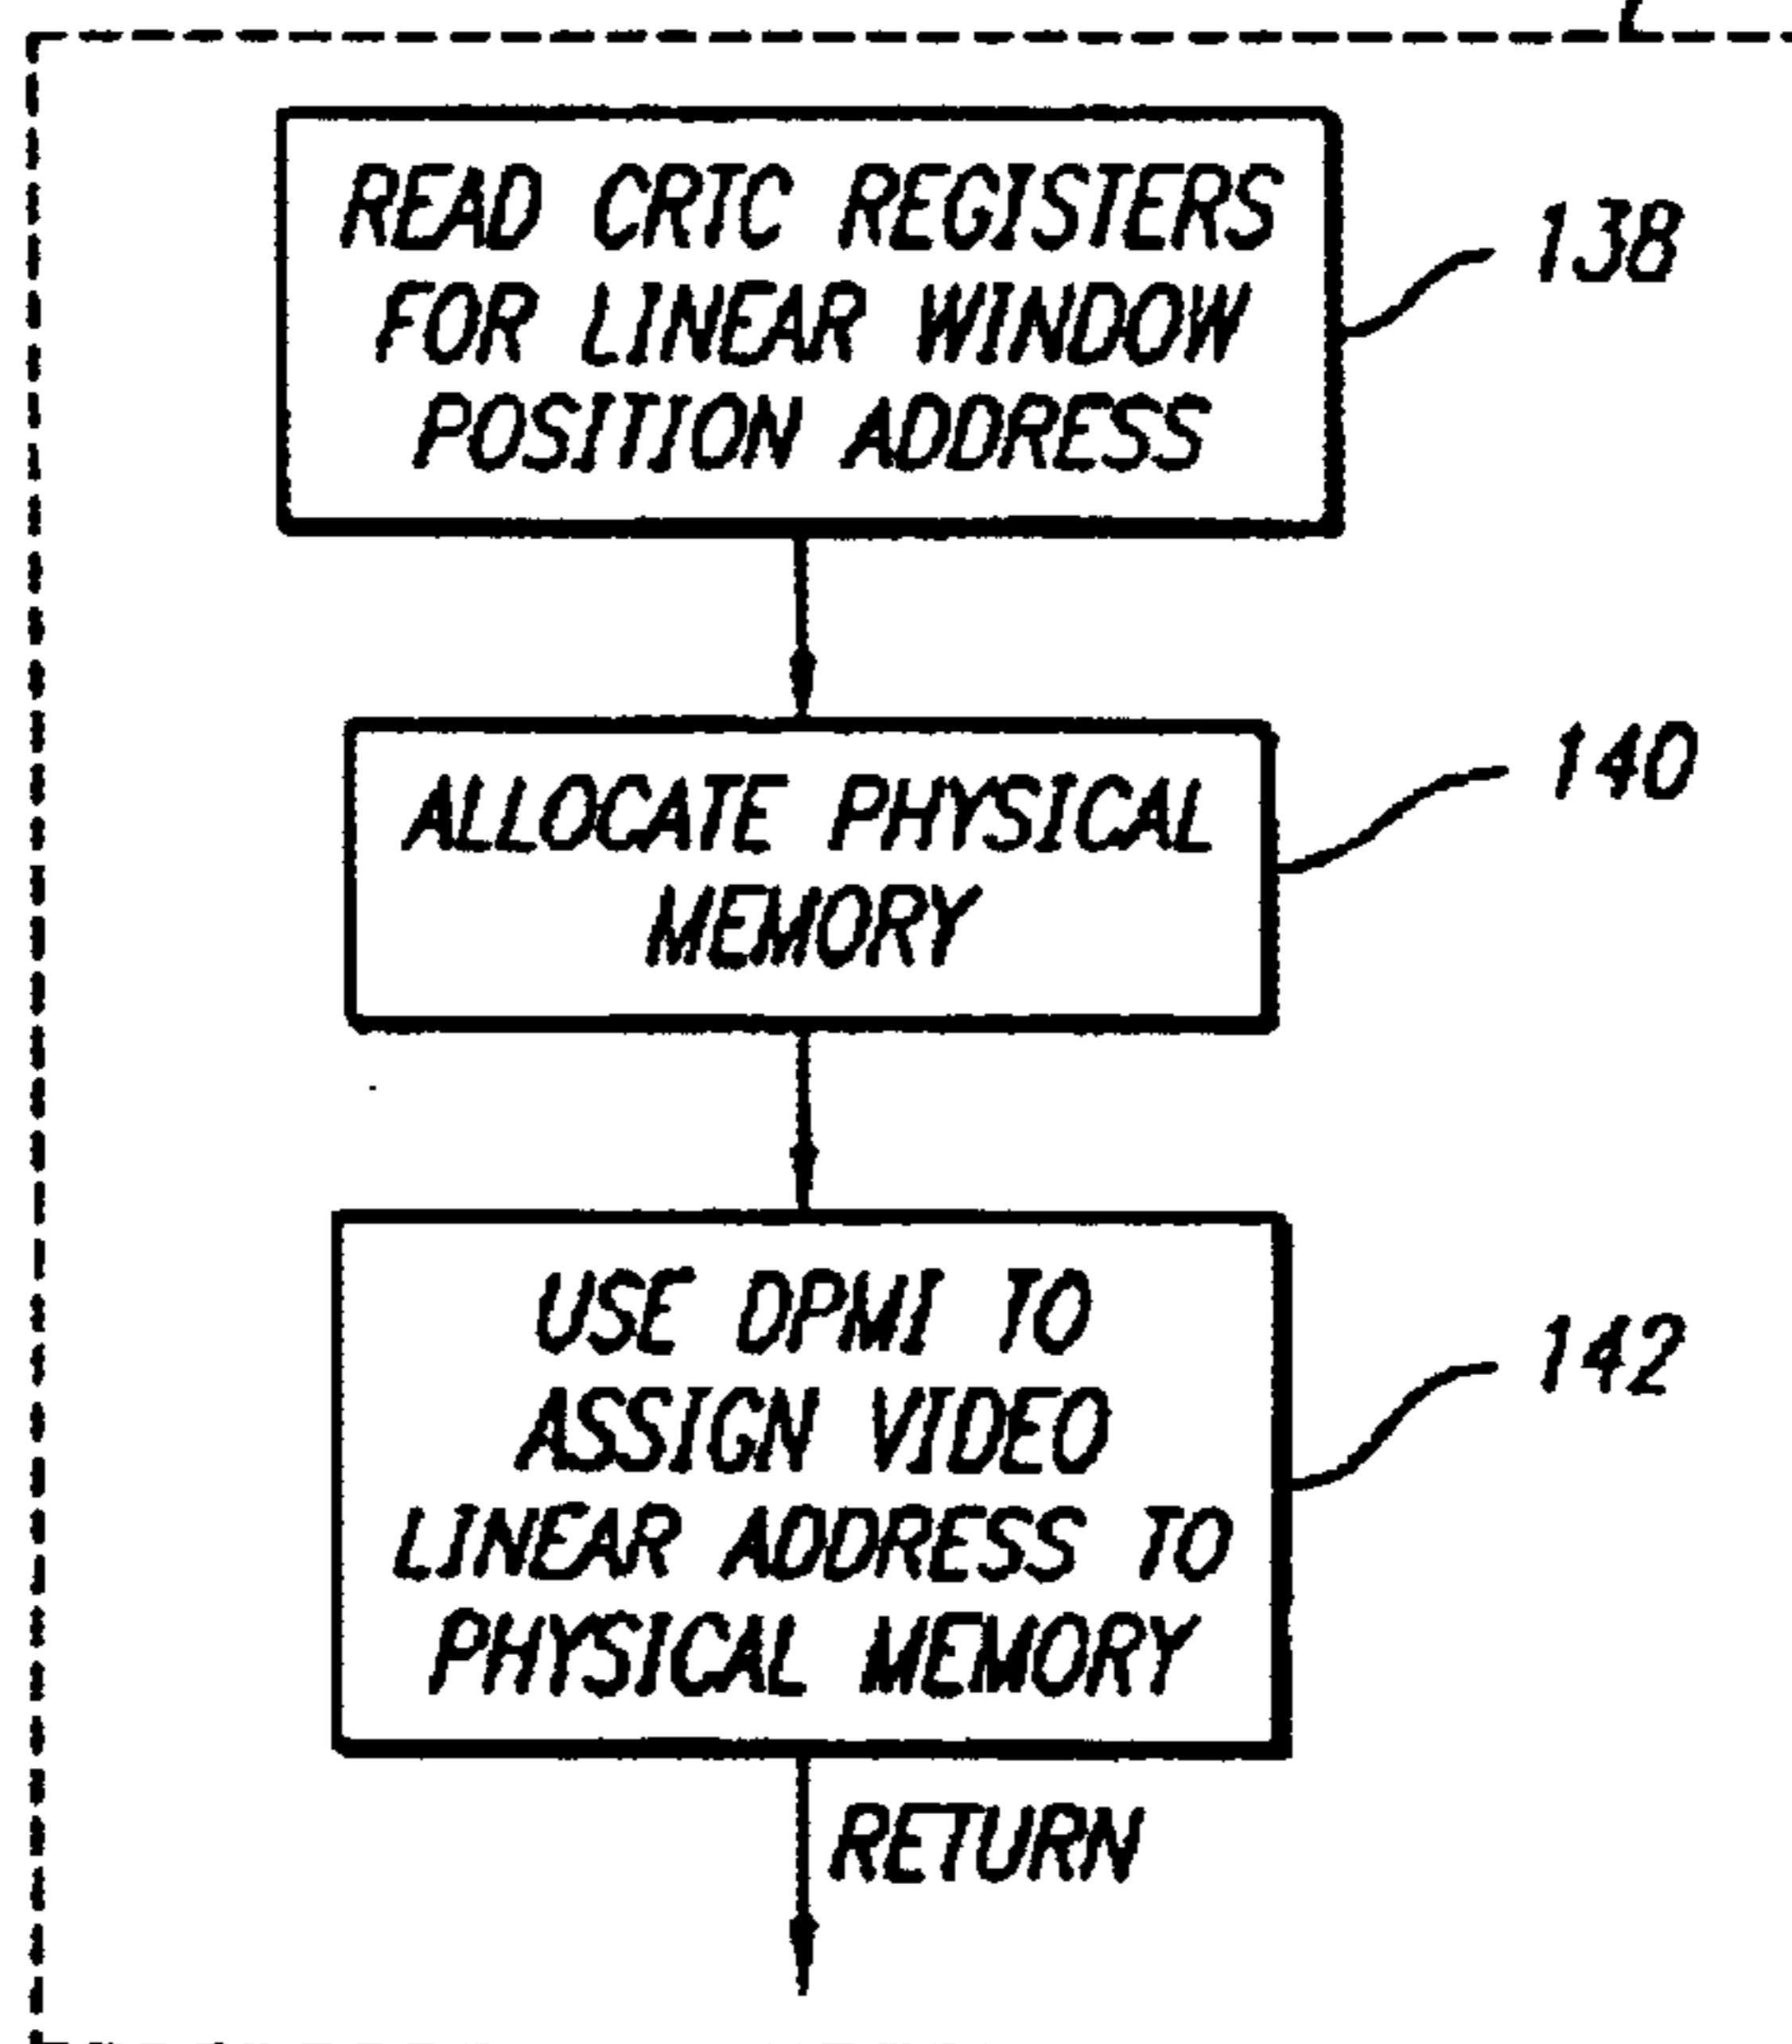 READ CRTC REGISTERS
FOR LINEAR WINDOW
POSITION ADDRESS
138
ALLOCATE PHYSICAL
MEMORY
140
USE DPMI TO
ASSIGN VIDEO
LINEAR ADDRESS TO
PHYSICAL MEMORY
142
RETURN